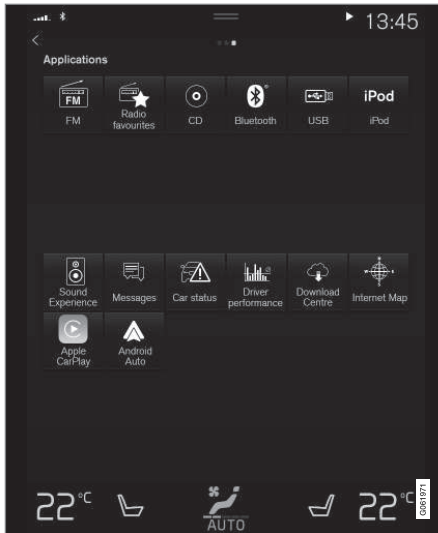 13:45
Applications
FM
iPod
FM
Radio
favourites
CD
Bluetooth
USB
iPod
Sound
Experience
Messages
Car status
Driver
performance
Download
Centre
Internet Map
Apple
CarPlay
Android
Auto
22°C
AUTO
22°C
G061971